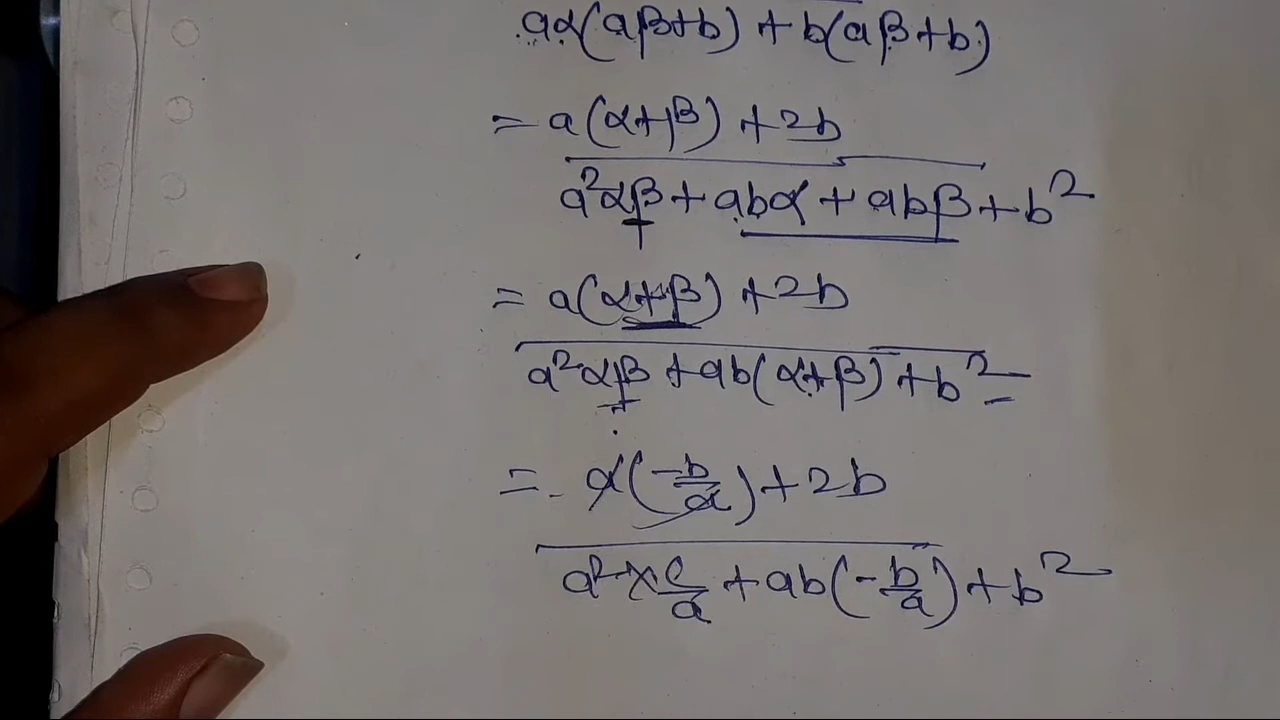 aα(aβ+b) + b(aβ+b)
= a(α+β) + 2b
a²αβ + abα + abβ + b²
= a(α+β) + 2b
a²αβ + ab(α+β) + b²
= a(-b/a) + 2b
a² × c/a + ab(-b/a) + b²